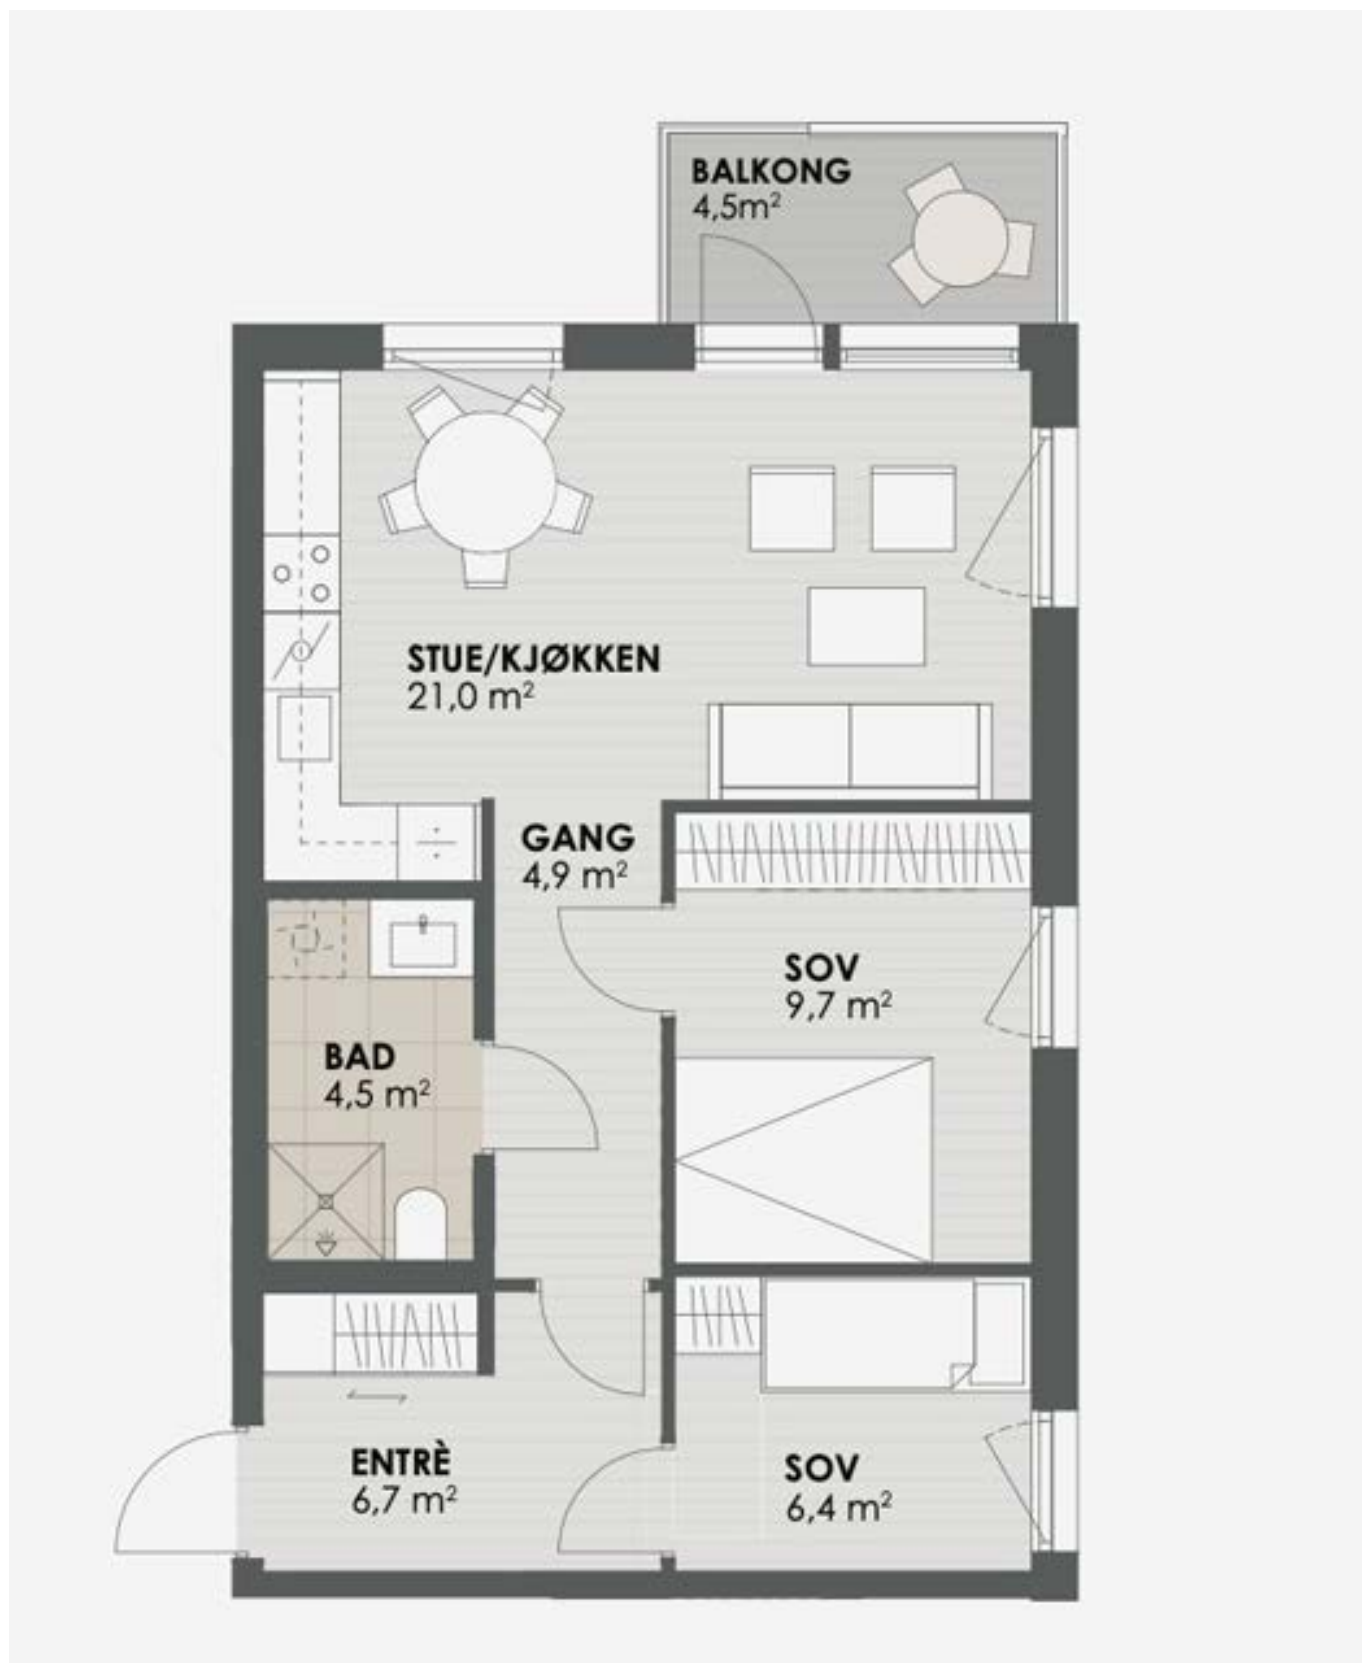 BALKONG
4,5m²
STUE/KJØKKEN
21,0 m²
GANG
4,9 m²
SOV
9,7 m²
BAD
4,5 m²
ENTRÈ
6,7 m²
SOV
6,4 m²